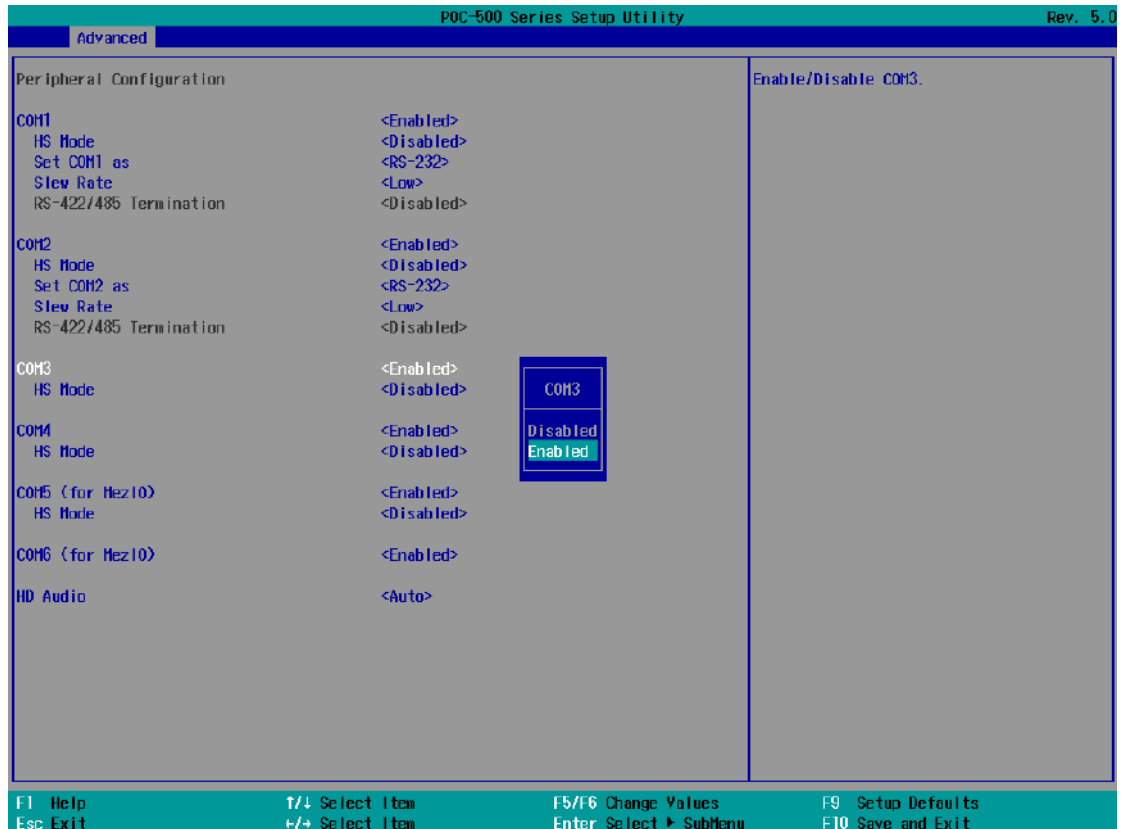 POC-500 Series Setup Utility Rev. 5.0
Advanced
Peripheral Configuration
Enable/Disable COM3.
COM1 <Enabled>
HS Mode <Disabled>
Set COM1 as <RS-232>
Slew Rate <Low>
RS-422/485 Termination <Disabled>
COM2 <Enabled>
HS Mode <Disabled>
Set COM2 as <RS-232>
Slew Rate <Low>
RS-422/485 Termination <Disabled>
COM3 <Enabled>
HS Mode <Disabled>
COM4 <Enabled>
HS Mode <Disabled>
COM5 (for MezIO) <Enabled>
HS Mode <Disabled>
COM6 (for MezIO) <Enabled>
HD Audio <Auto>
COM3
Disabled
Enabled
F1 Help ↑/↓ Select Item F5/F6 Change Values F9 Setup Defaults
Esc Exit ←/→ Select Item Enter Select ▶ SubMenu F10 Save and Exit